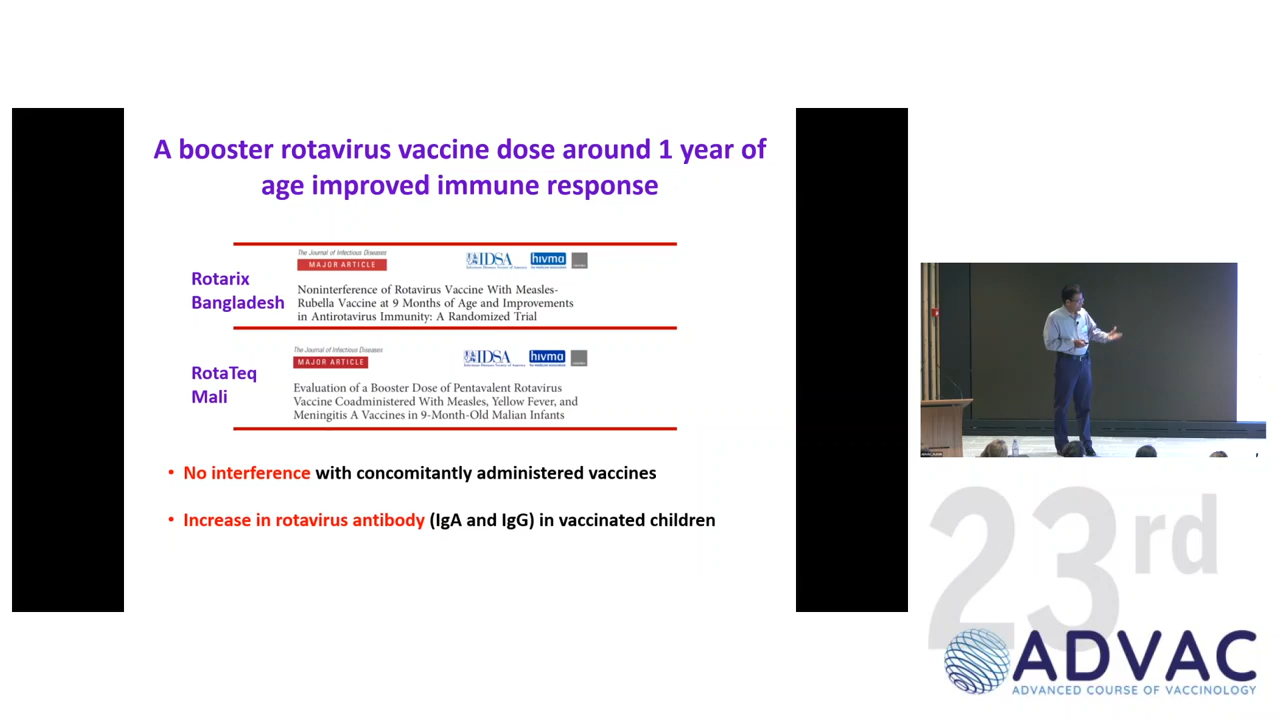 A booster rotavirus vaccine dose around 1 year of
age improved immune response
The Journal of Infectious Diseases
MAJOR ARTICLE
IDSA
hivma
Rotarix
Bangladesh
Noninterference of Rotavirus Vaccine With Measles-
Rubella Vaccine at 9 Months of Age and Improvements
in Antirotavirus Immunity: A Randomized Trial
The Journal of Infectious Diseases
MAJOR ARTICLE
IDSA
hivma
RotaTeq
Mali
Evaluation of a Booster Dose of Pentavalent Rotavirus
Vaccine Coadministered With Measles, Yellow Fever, and
Meningitis A Vaccines in 9-Month-Old Malian Infants
• No interference with concomitantly administered vaccines
• Increase in rotavirus antibody (IgA and IgG) in vaccinated children
23rd
ADVAC
ADVANCED COURSE OF VACCINOLOGY